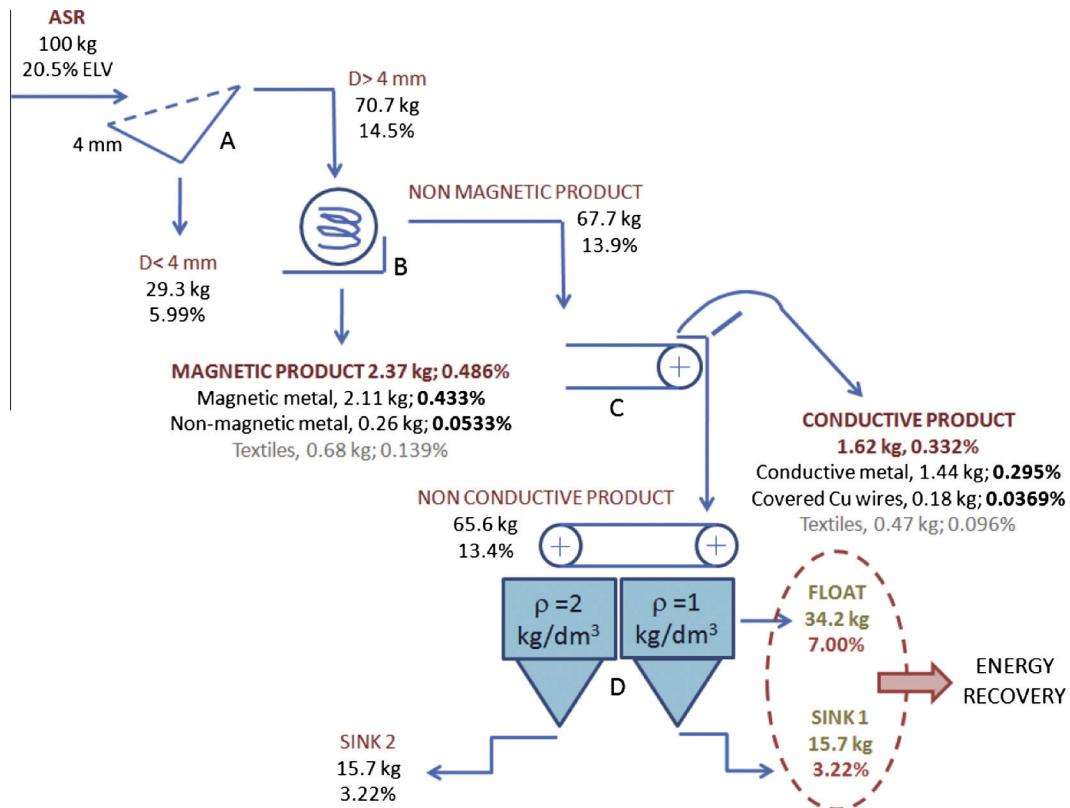 ASR
100 kg
20.5% ELV
4 mm
A
D> 4 mm
70.7 kg
14.5%
D< 4 mm
29.3 kg
5.99%
B
NON MAGNETIC PRODUCT
67.7 kg
13.9%
MAGNETIC PRODUCT 2.37 kg; 0.486%
Magnetic metal, 2.11 kg; 0.433%
Non-magnetic metal, 0.26 kg; 0.0533%
Textiles, 0.68 kg; 0.139%
C
CONDUCTIVE PRODUCT
1.62 kg, 0.332%
Conductive metal, 1.44 kg; 0.295%
Covered Cu wires, 0.18 kg; 0.0369%
Textiles, 0.47 kg; 0.096%
NON CONDUCTIVE PRODUCT
65.6 kg
13.4%
ρ =2
kg/dm³
ρ =1
kg/dm³
D
FLOAT
34.2 kg
7.00%
SINK 1
15.7 kg
3.22%
ENERGY
RECOVERY
SINK 2
15.7 kg
3.22%